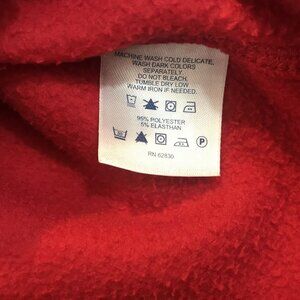 MACHINE WASH COLD DELICATE,
WASH DARK COLORS
SEPARATELY
DO NOT BLEACH.
TUMBLE DRY LOW
WARM IRON IF NEEDED.
95% POLYESTER
5% ELASTHAN
P
RN 62830